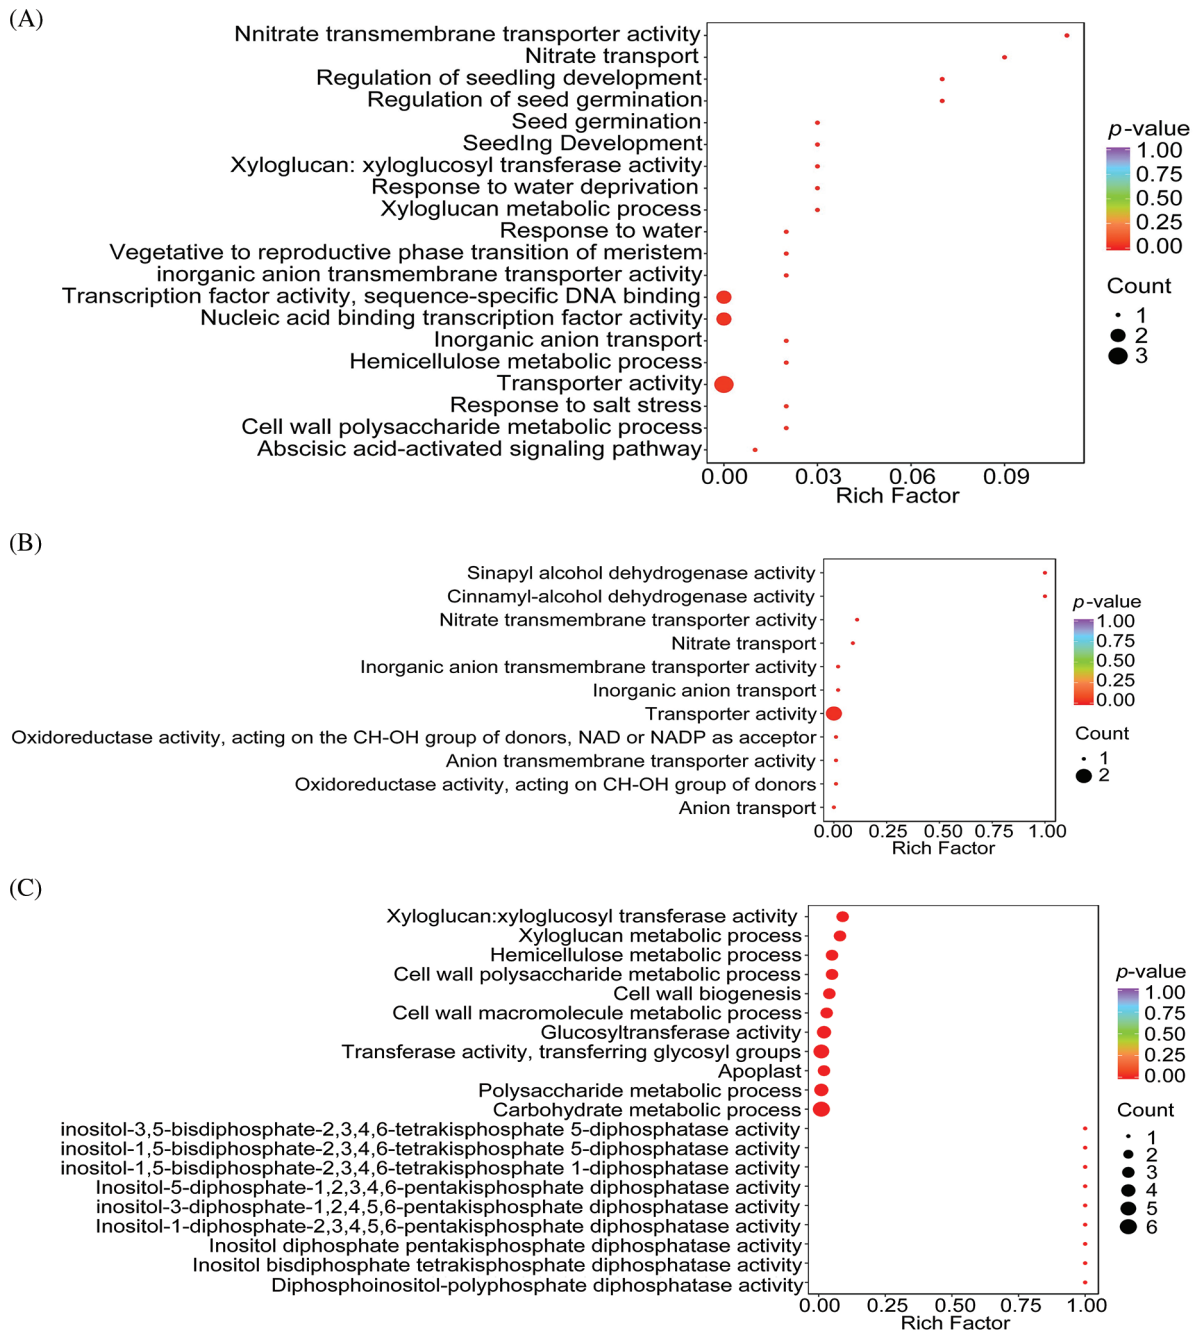 (A)
Nnitrate transmembrane transporter activity
Nitrate transport
Regulation of seedling development
Regulation of seed germination
Seed germination
SeedIng Development
Xyloglucan: xyloglucosyl transferase activity
Response to water deprivation
Xyloglucan metabolic process
Response to water
Vegetative to reproductive phase transition of meristem
inorganic anion transmembrane transporter activity
Transcription factor activity, sequence-specific DNA binding
Nucleic acid binding transcription factor activity
Inorganic anion transport
Hemicellulose metabolic process
Transporter activity
Response to salt stress
Cell wall polysaccharide metabolic process
Abscisic acid-activated signaling pathway
0.00 0.03 0.06 0.09
Rich Factor
p-value
1.00
0.75
0.50
0.25
0.00
Count
1
2
3
(B)
Sinapyl alcohol dehydrogenase activity
Cinnamyl-alcohol dehydrogenase activity
Nitrate transmembrane transporter activity
Nitrate transport
Inorganic anion transmembrane transporter activity
Inorganic anion transport
Transporter activity
Oxidoreductase activity, acting on the CH-OH group of donors, NAD or NADP as acceptor
Anion transmembrane transporter activity
Oxidoreductase activity, acting on CH-OH group of donors
Anion transport
0.00 0.25 0.50 0.75 1.00
Rich Factor
p-value
1.00
0.75
0.50
0.25
0.00
Count
1
2
(C)
Xyloglucan:xyloglucosyl transferase activity
Xyloglucan metabolic process
Hemicellulose metabolic process
Cell wall polysaccharide metabolic process
Cell wall biogenesis
Cell wall macromolecule metabolic process
Glucosyltransferase activity
Transferase activity, transferring glycosyl groups
Apoplast
Polysaccharide metabolic process
Carbohydrate metabolic process
inositol-3,5-bisdiphosphate-2,3,4,6-tetrakisphosphate 5-diphosphatase activity
inositol-1,5-bisdiphosphate-2,3,4,6-tetrakisphosphate 5-diphosphatase activity
inositol-1,5-bisdiphosphate-2,3,4,6-tetrakisphosphate 1-diphosphatase activity
Inositol-5-diphosphate-1,2,3,4,6-pentakisphosphate diphosphatase activity
inositol-3-diphosphate-1,2,4,5,6-pentakisphosphate diphosphatase activity
Inositol-1-diphosphate-2,3,4,5,6-pentakisphosphate diphosphatase activity
Inositol diphosphate pentakisphosphate diphosphatase activity
Inositol bisdiphosphate tetrakisphosphate diphosphatase activity
Diphosphoinositol-polyphosphate diphosphatase activity
0.00 0.25 0.50 0.75 1.00
Rich Factor
p-value
1.00
0.75
0.50
0.25
0.00
Count
1
2
3
4
5
6